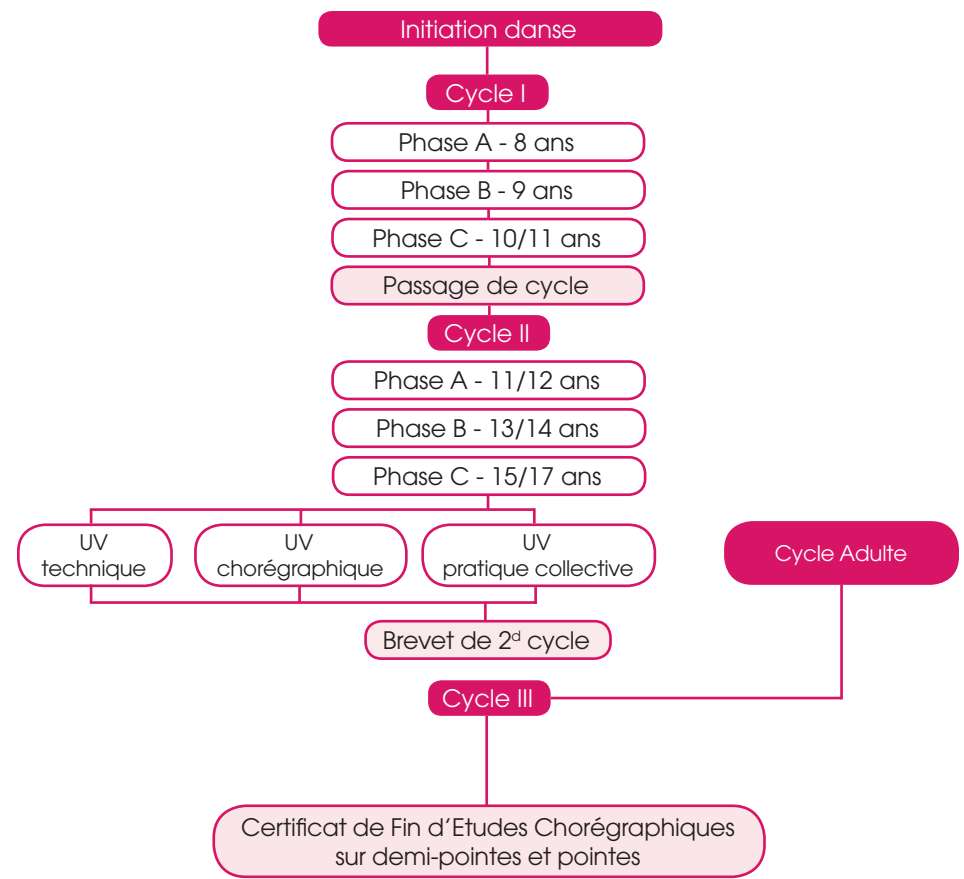 Initiation danse
Cycle I
Phase A - 8 ans
Phase B - 9 ans
Phase C - 10/11 ans
Passage de cycle
Cycle II
Phase A - 11/12 ans
Phase B - 13/14 ans
Phase C - 15/17 ans
UV
technique
UV
chorégraphique
UV
pratique collective
Cycle Adulte
Brevet de 2d cycle
Cycle III
Certificat de Fin d'Etudes Chorégraphiques
sur demi-pointes et pointes